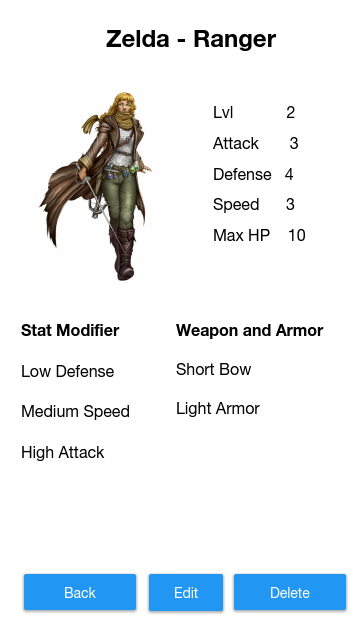 Zelda - Ranger
Lvl 2
Attack 3
Defense 4
Speed 3
Max HP 10
Stat Modifier
Low Defense
Medium Speed
High Attack
Weapon and Armor
Short Bow
Light Armor
Back
Edit
Delete